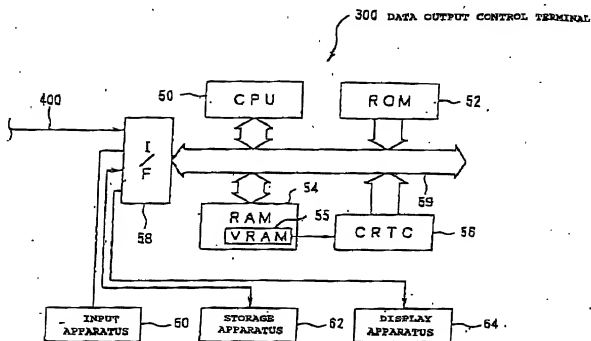 300 DATA OUTPUT CONTROL TERMINAL
50
CPU
ROM
52
400
I/F
59
54
RAM
55
VRAM
CRTC
56
58
INPUT
APPARATUS
60
STORAGE
APPARATUS
62
DISPLAY
APPARATUS
64